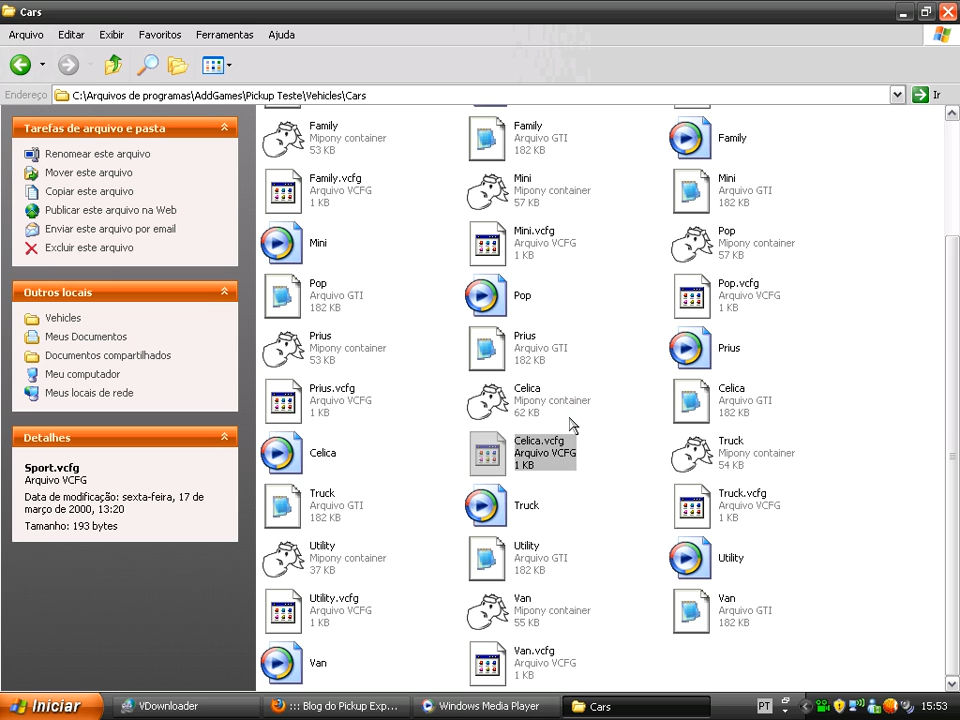 Cars
Arquivo Editar Exibir Favoritos Ferramentas Ajuda
Endereço C:\Arquivos de programas\AddGames\Pickup Teste\Vehicles\Cars Ir
Tarefas de arquivo e pasta
Renomear este arquivo
Mover este arquivo
Copiar este arquivo
Publicar este arquivo na Web
Enviar este arquivo por email
Excluir este arquivo
Outros locais
Vehicles
Meus Documentos
Documentos compartilhados
Meu computador
Meus locais de rede
Detalhes
Sport.vcfg
Arquivo VCFG
Data de modificação: sexta-feira, 17 de
março de 2000, 13:20
Tamanho: 193 bytes
Family
Mipony container
53 KB
Family
Arquivo GTI
182 KB
Family
Family.vcfg
Arquivo VCFG
1 KB
Mini
Mipony container
57 KB
Mini
Arquivo GTI
182 KB
Mini
Mini.vcfg
Arquivo VCFG
1 KB
Pop
Mipony container
57 KB
Pop
Arquivo GTI
182 KB
Pop
Pop.vcfg
Arquivo VCFG
1 KB
Prius
Mipony container
53 KB
Prius
Arquivo GTI
182 KB
Prius
Prius.vcfg
Arquivo VCFG
1 KB
Celica
Mipony container
62 KB
Celica
Arquivo GTI
182 KB
Celica
Celica.vcfg
Arquivo VCFG
1 KB
Truck
Mipony container
54 KB
Truck
Arquivo GTI
182 KB
Truck
Truck.vcfg
Arquivo VCFG
1 KB
Utility
Mipony container
37 KB
Utility
Arquivo GTI
182 KB
Utility
Utility.vcfg
Arquivo VCFG
1 KB
Van
Mipony container
55 KB
Van
Arquivo GTI
182 KB
Van
Van.vcfg
Arquivo VCFG
1 KB
Iniciar VDownloader ::: Blog do Pickup Exp... Windows Media Player Cars PT 15:53